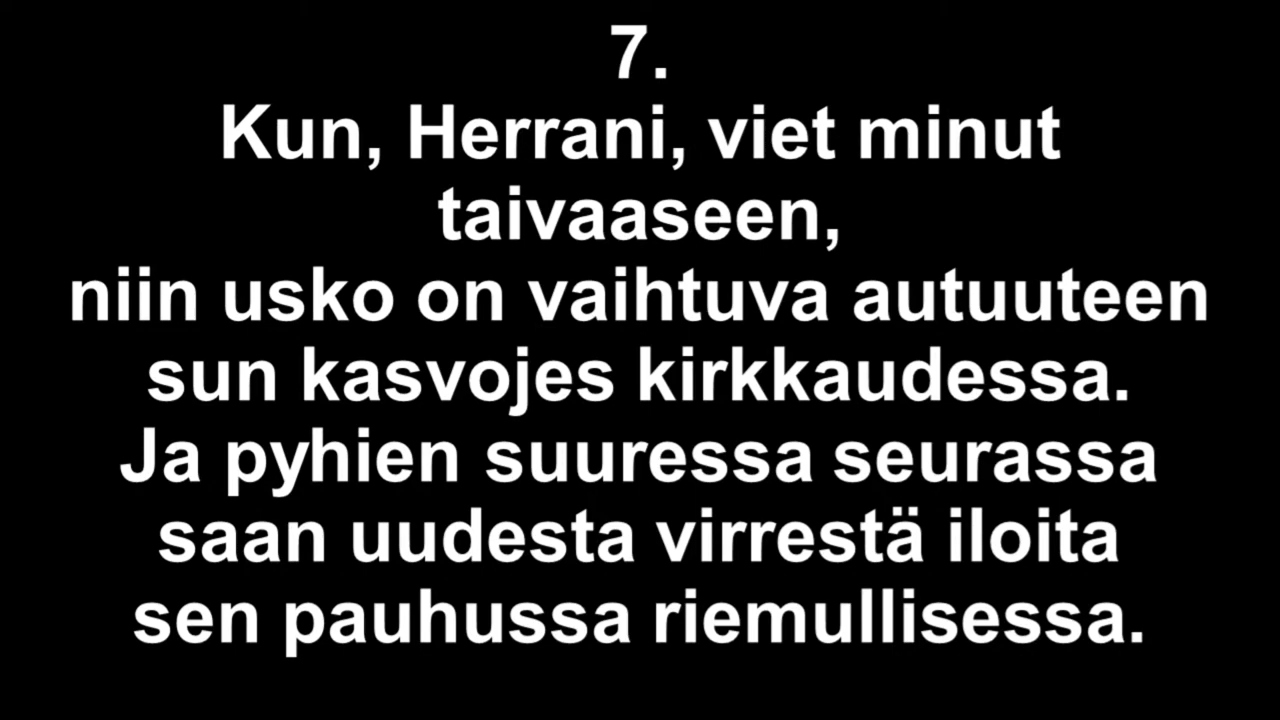 7.
Kun, Herrani, viet minut
taivaaseen,
niin usko on vaihtuva autuuteen
sun kasvojes kirkkaudessa.
Ja pyhien suuressa seurassa
saan uudesta virrestä iloita
sen pauhussa riemullisessa.